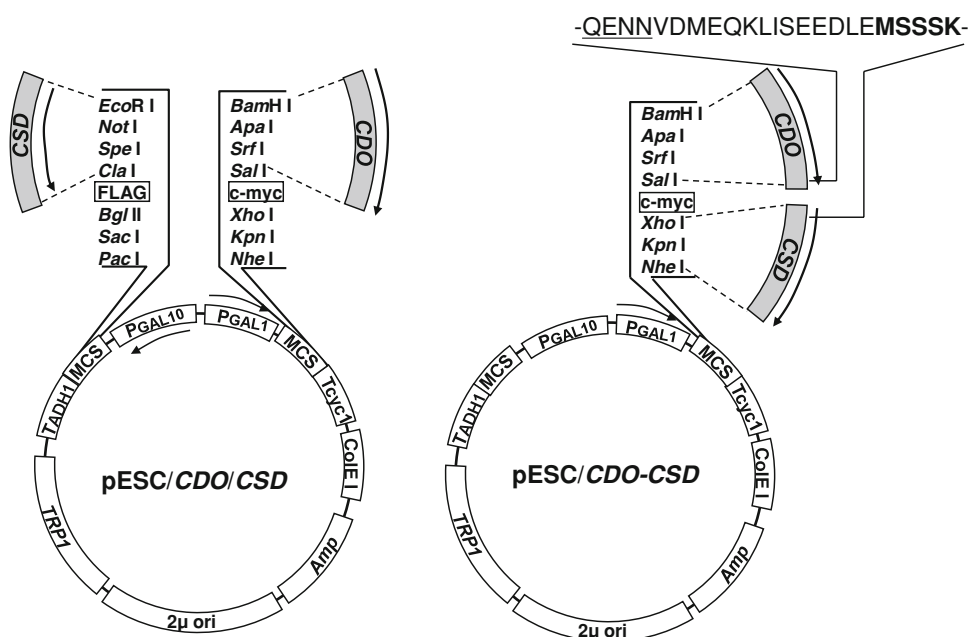 -QENNVDMEQKLISEEDLEMSSSK-
CSD
EcoR I
Not I
Spe I
Cla I
FLAG
Bgl II
Sac I
Pac I
BamH I
Apa I
Srf I
Sal I
c-myc
Xho I
Kpn I
Nhe I
CDO
TADH1
MCS
PGAL10
PGAL1
MCS
Tcyc1
ColE I
Amp
2µ ori
TRP1
pESC/CDO/CSD
BamH I
Apa I
Srf I
Sal I
c-myc
Xho I
Kpn I
Nhe I
CDO
CSD
TADH1
MCS
PGAL10
PGAL1
MCS
Tcyc1
ColE I
Amp
2µ ori
TRP1
pESC/CDO-CSD